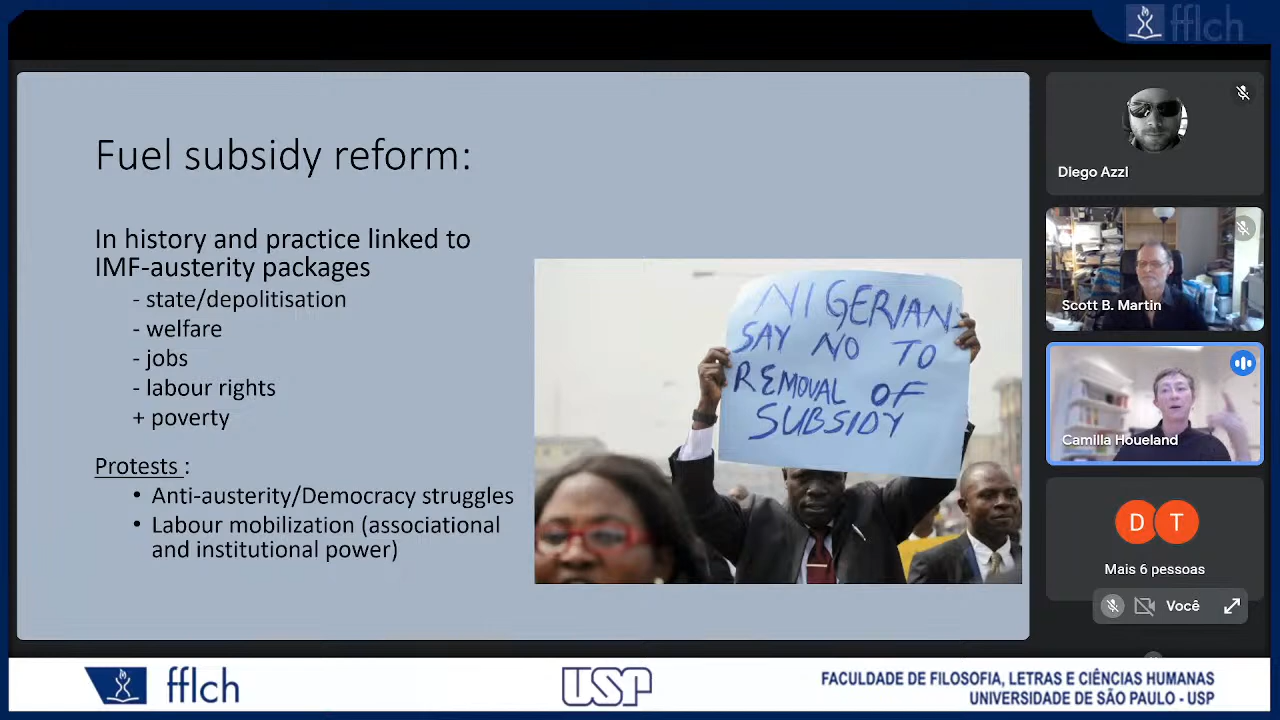 fflch
Fuel subsidy reform:
In history and practice linked to
IMF-austerity packages
- state/depolitisation
- welfare
- jobs
- labour rights
+ poverty
Protests :
• Anti-austerity/Democracy struggles
• Labour mobilization (associational
and institutional power)
NIGERIAN
SAY NO TO
REMOVAL OF
SUBSIDY
Diego Azzi
Scott B. Martin
Camilla Houeland
D T
Mais 6 pessoas
Você
fflch
USP
FACULDADE DE FILOSOFIA, LETRAS E CIÊNCIAS HUMANAS
UNIVERSIDADE DE SÃO PAULO - USP